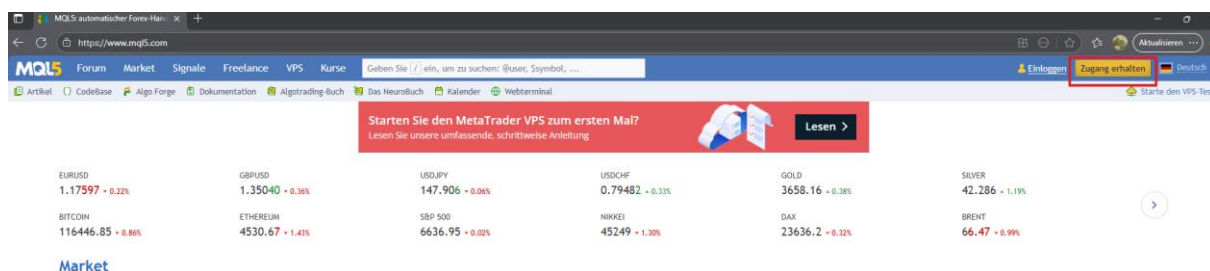 MQL5: automatischer Forex-Hand
https://www.mql5.com
Aktualisieren
MQL5 Forum Market Signale Freelance VPS Kurse Geben Sie / ein, um zu suchen: @user, $symbol, ... Einloggen Zugang erhalten Deutsch
Artikel CodeBase Algo Forge Dokumentation Algotrading-Buch Das NeuroBuch Kalender Webterminal Starte den VPS-Tes
Starten Sie den MetaTrader VPS zum ersten Mal?
Lesen Sie unsere umfassende, schrittweise Anleitung
Lesen >
EURUSD GBPUSD USDJPY USDCHF GOLD SILVER
1.17597 0.22% 1.35040 0.36% 147.906 0.06% 0.79482 0.33% 3658.16 0.38% 42.286 1.19%
BITCOIN ETHEREUM S&P 500 NIKKEI DAX BRENT
116446.85 0.86% 4530.67 1.43% 6636.95 0.02% 45249 1.30% 23636.2 0.32% 66.47 0.99%
Market